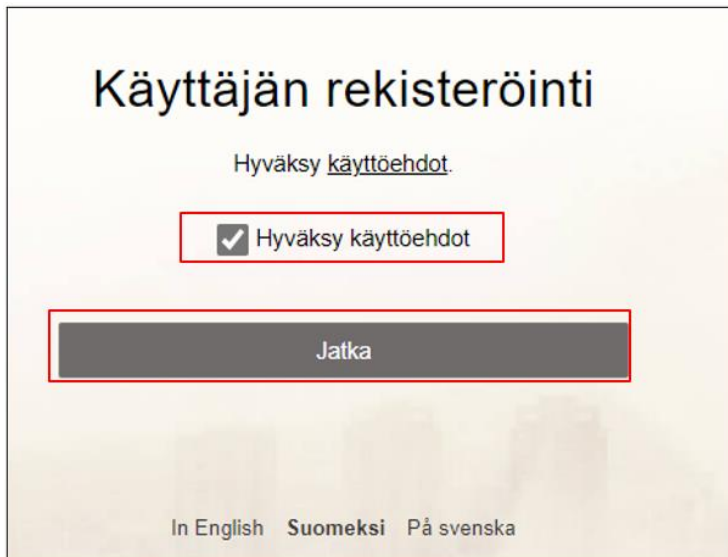 Käyttäjän rekisteröinti
Hyväksy käyttöehdot.
Hyväksy käyttöehdot
Jatka
In English Suomeksi På svenska